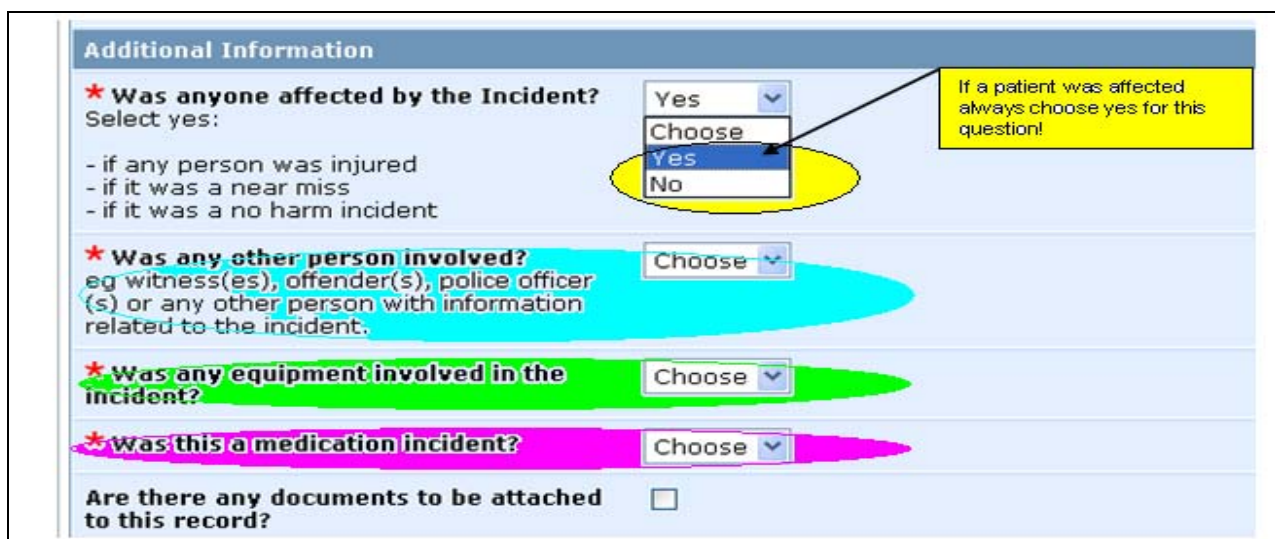 Additional Information
* Was anyone affected by the Incident?
Select yes:
- if any person was injured
- if it was a near miss
- if it was a no harm incident
Yes
Choose
Yes
No
If a patient was affected
always choose yes for this
question!
* Was any other person involved?
eg witness(es), offender(s), police officer
(s) or any other person with information
related to the incident.
Choose
* Was any equipment involved in the
incident?
Choose
* Was this a medication incident?
Choose
Are there any documents to be attached
to this record?